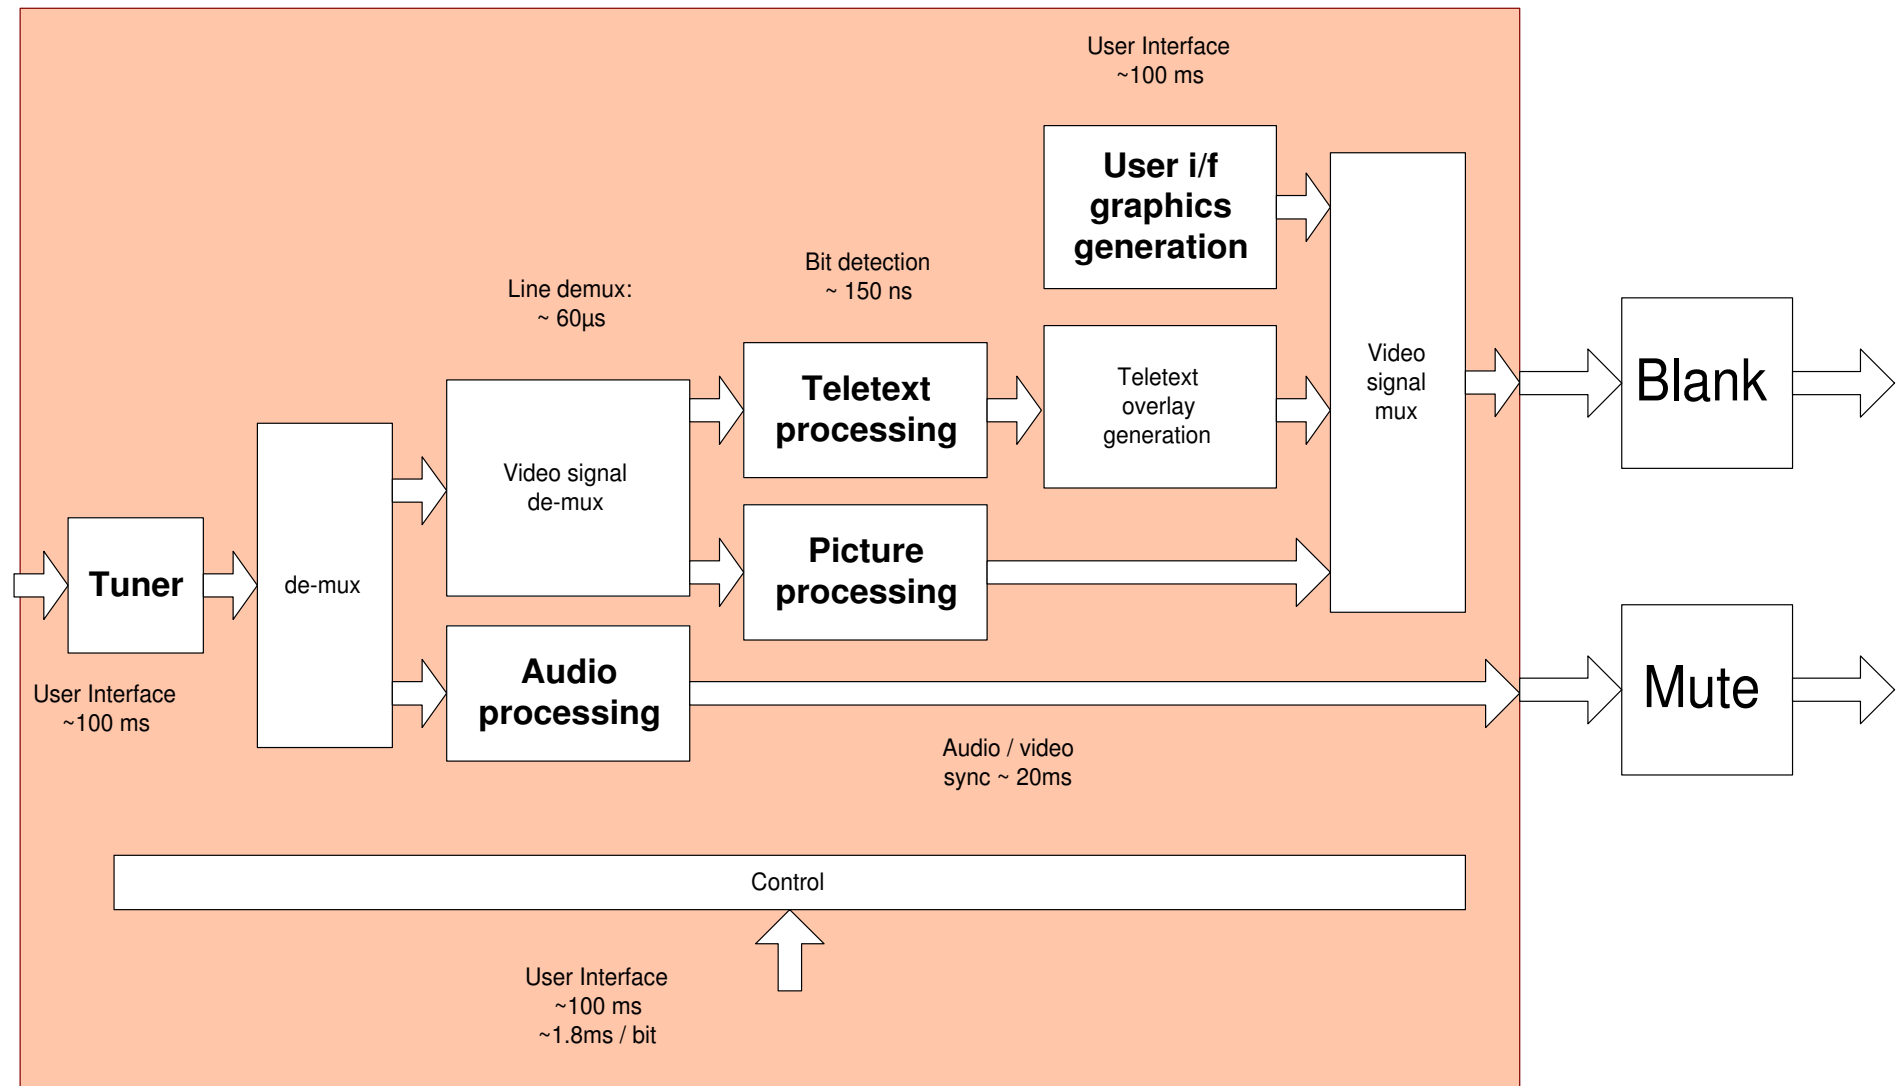 User Interface
~100 ms
User i/f
graphics
generation
Bit detection
~ 150 ns
Line demux:
~ 60µs
Teletext
processing
Teletext
overlay
generation
Video
signal
mux
Blank
Video signal
de-mux
Picture
processing
Tuner
de-mux
Audio
processing
Mute
User Interface
~100 ms
Audio / video
sync ~ 20ms
Control
User Interface
~100 ms
~1.8ms / bit